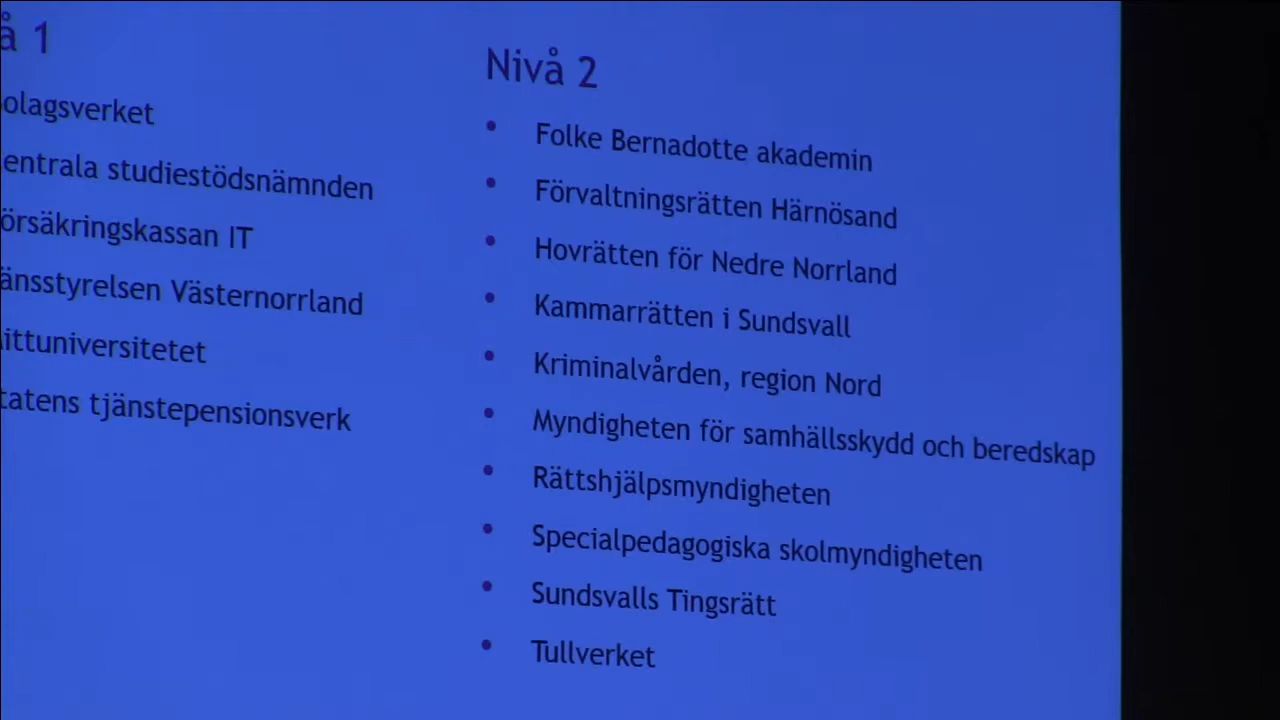 å 1
olagsverket
entrala studiestödsnämnden
örsäkringskassan IT
änsstyrelsen Västernorrland
ittuniversitetet
tatens tjänstepensionsverk
Nivå 2
• Folke Bernadotte akademin
• Förvaltningsrätten Härnösand
• Hovrätten för Nedre Norrland
• Kammarrätten i Sundsvall
• Kriminalvården, region Nord
• Myndigheten för samhällsskydd och beredskap
• Rättshjälpsmyndigheten
• Specialpedagogiska skolmyndigheten
• Sundsvalls Tingsrätt
• Tullverket